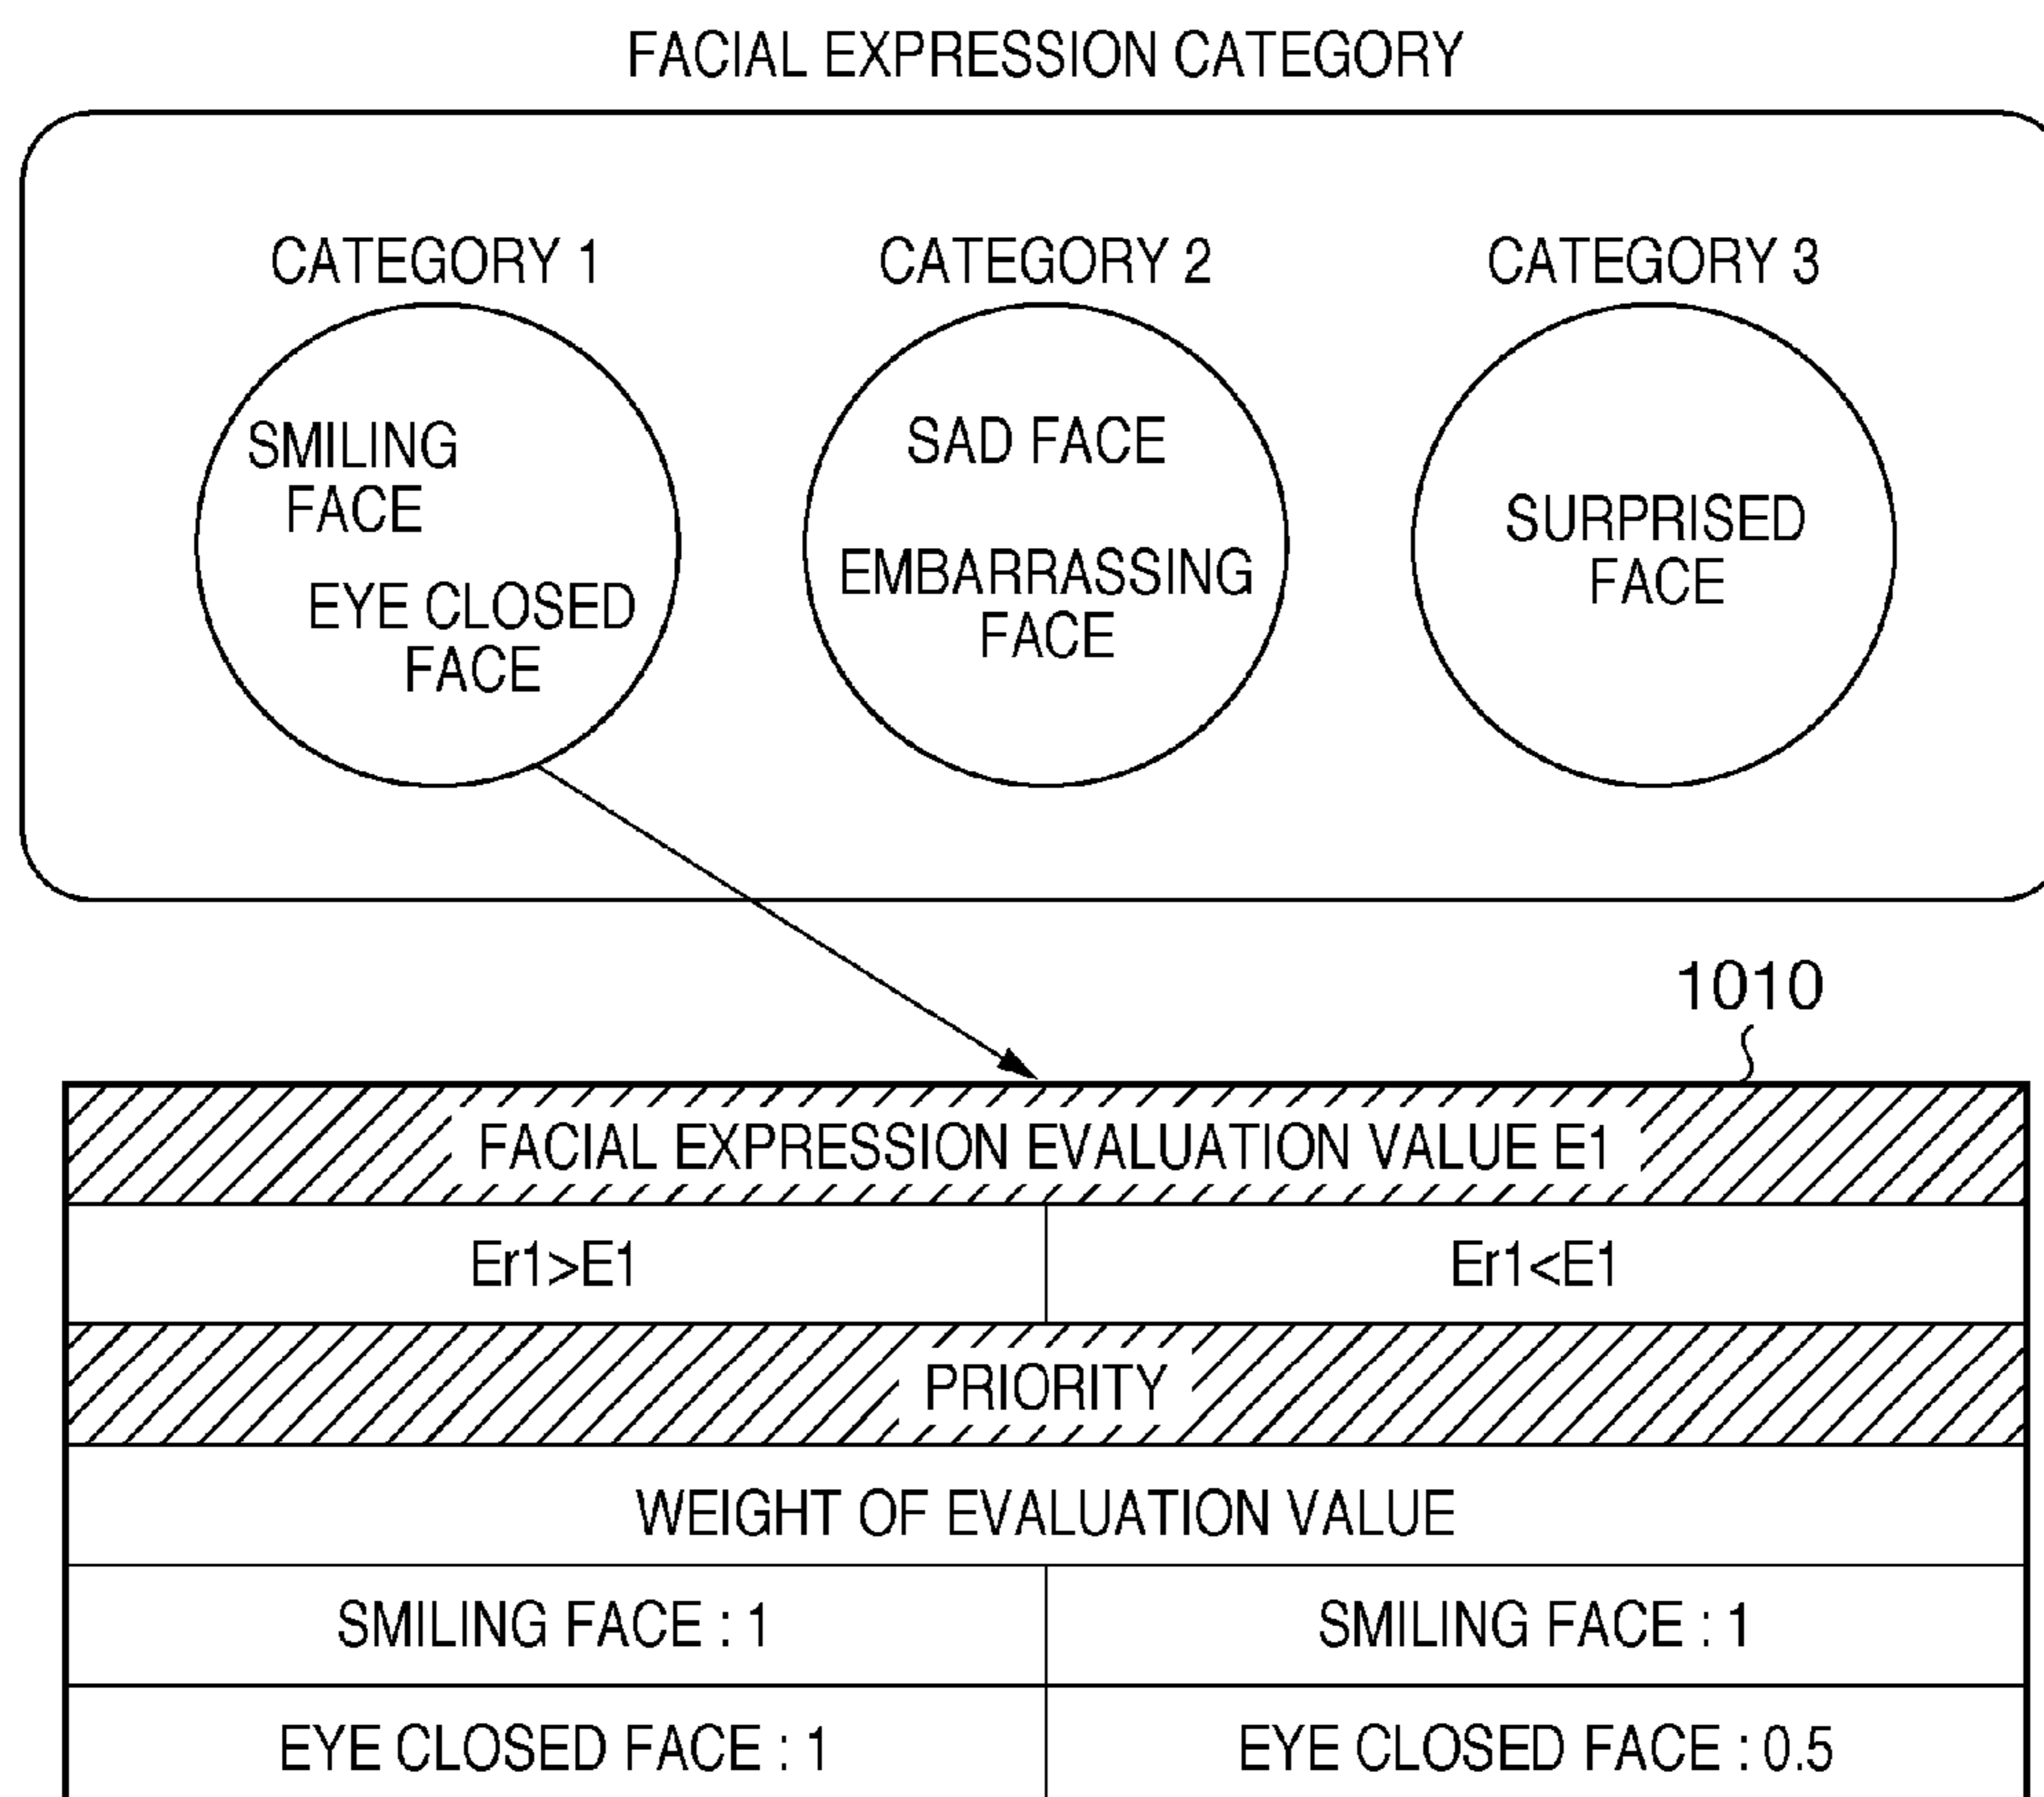 FACIAL EXPRESSION CATEGORY
CATEGORY 1
CATEGORY 2
CATEGORY 3
SMILING
FACE
EYE CLOSED
FACE
SAD FACE
EMBARRASSING
FACE
SURPRISED
FACE
1010
FACIAL EXPRESSION EVALUATION VALUE E1
Er1>E1
Er1<E1
PRIORITY
WEIGHT OF EVALUATION VALUE
SMILING FACE : 1
SMILING FACE : 1
EYE CLOSED FACE : 1
EYE CLOSED FACE : 0.5